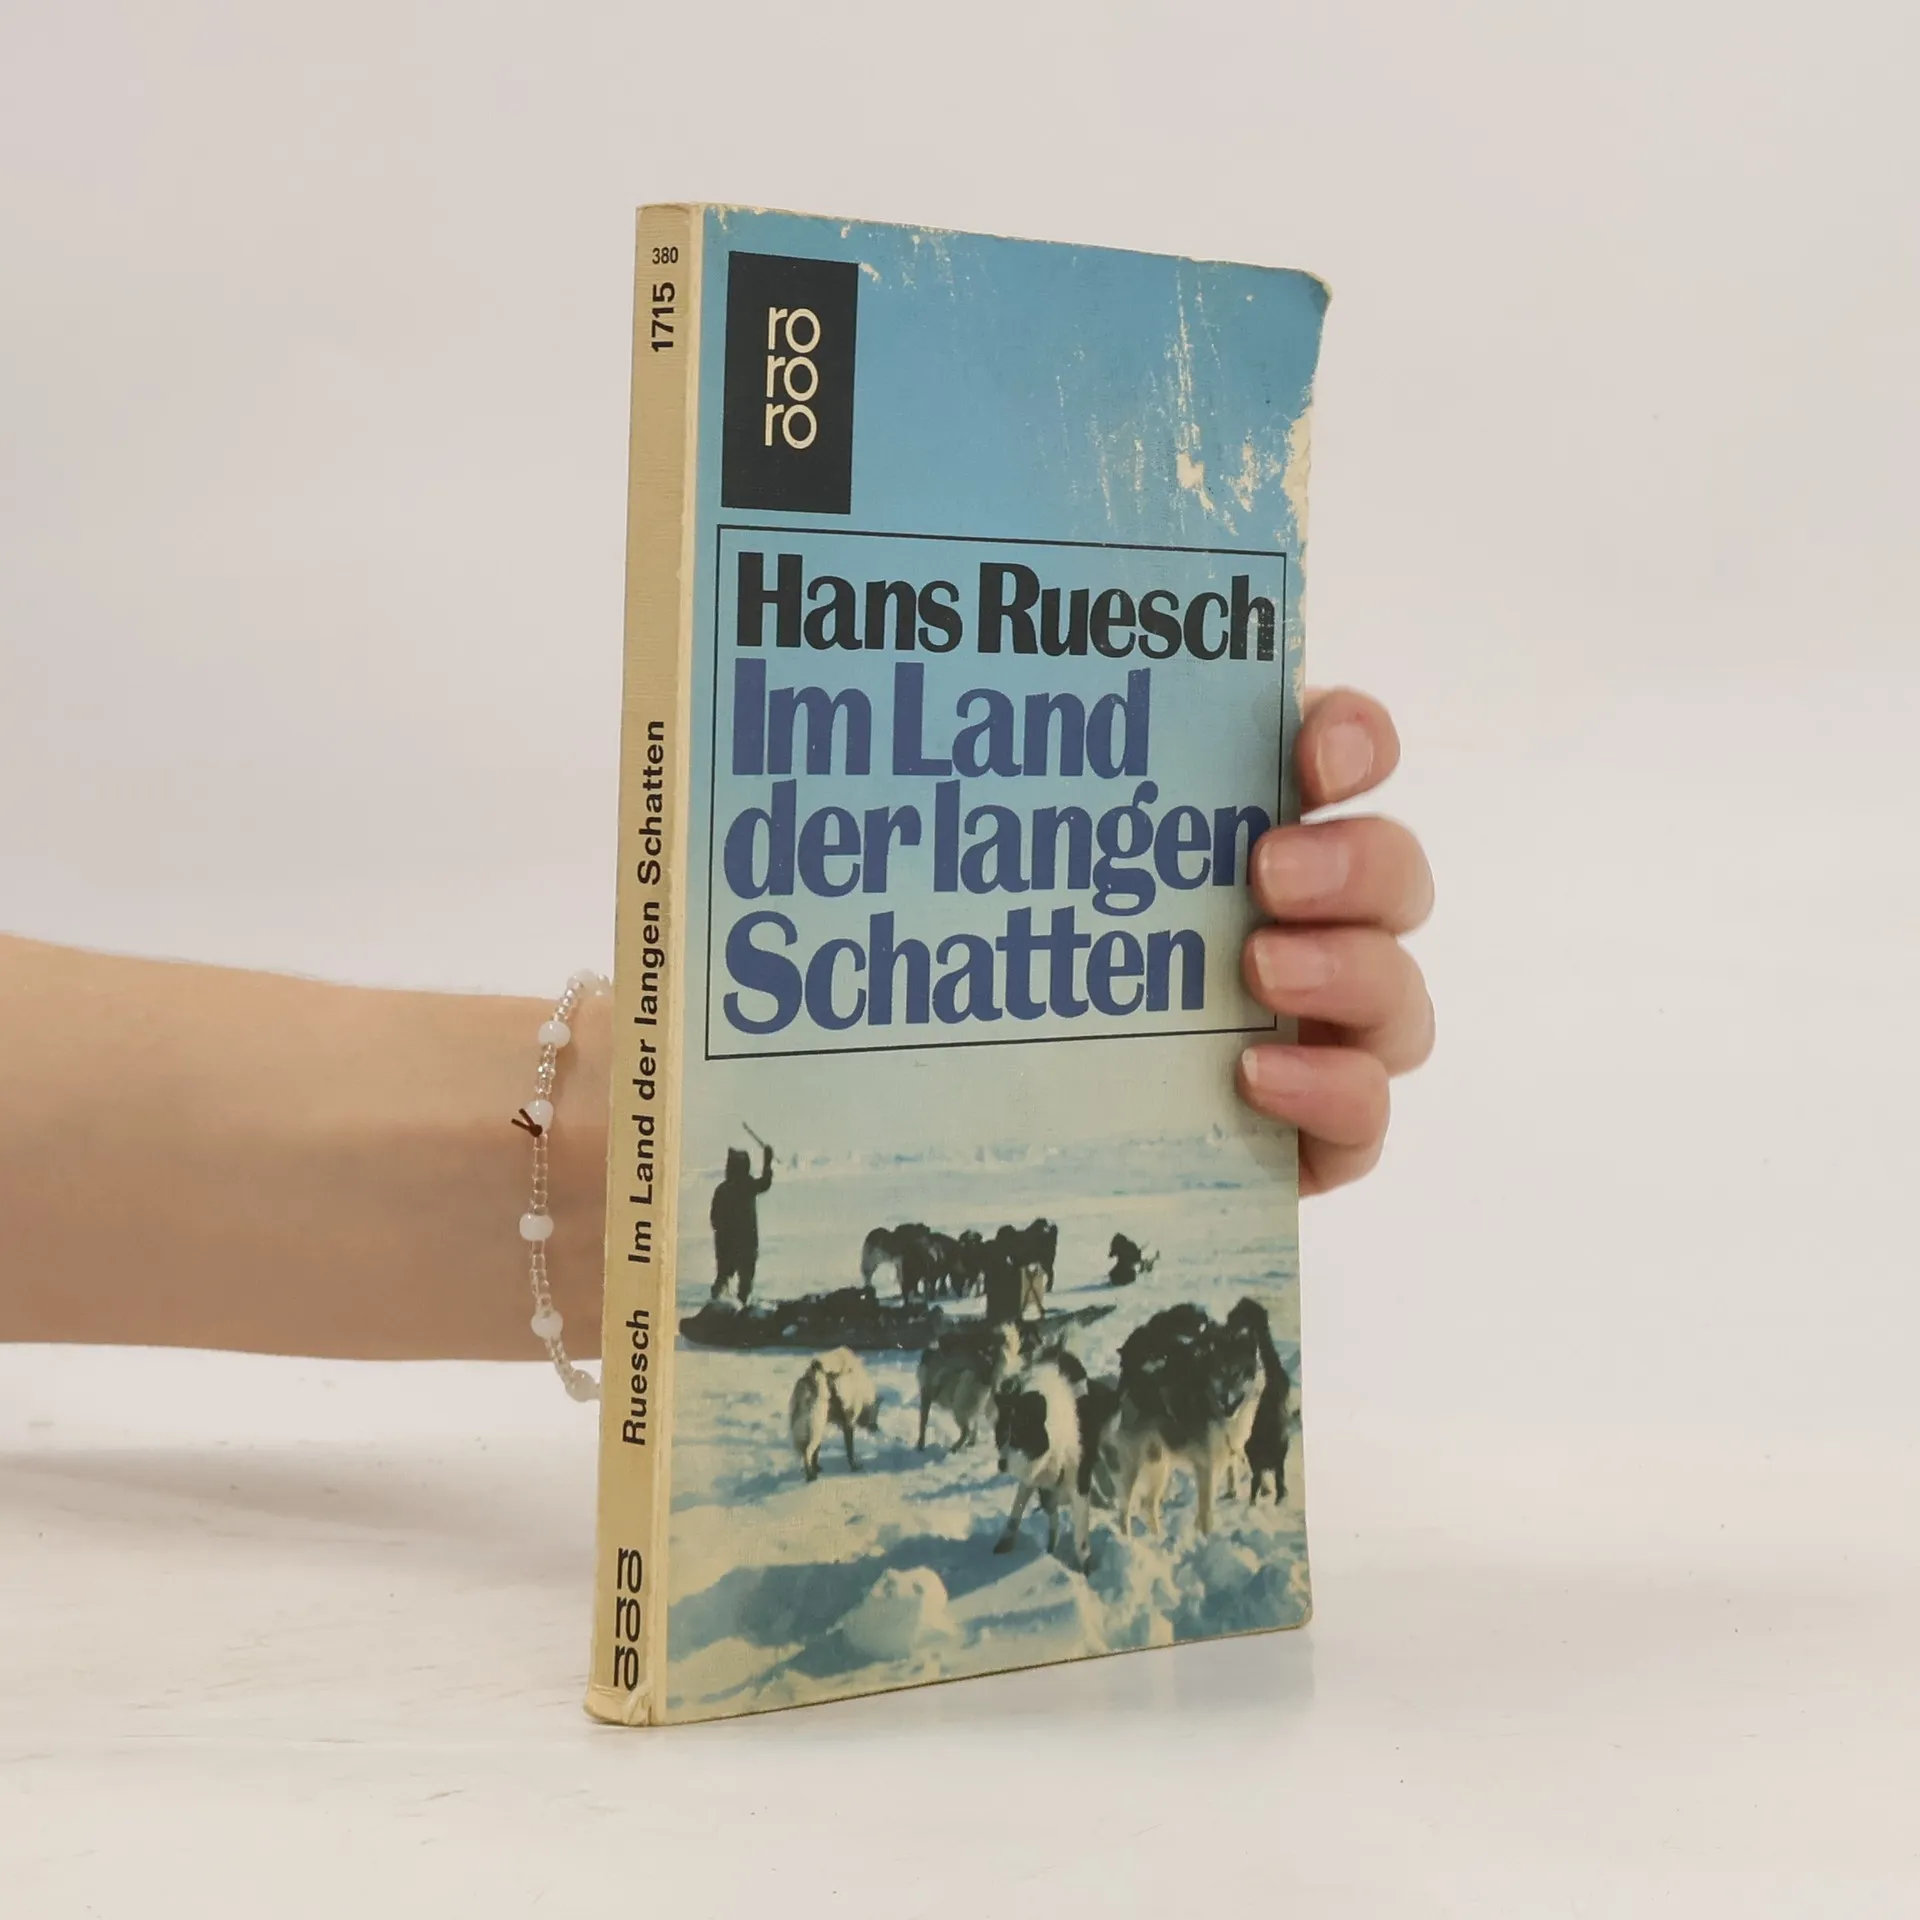 380
1715
Ruesch Im Land der langen Schatten
ro
ro
ro
ro
ro
ro
Hans Ruesch
Im Land
der langen
Schatten